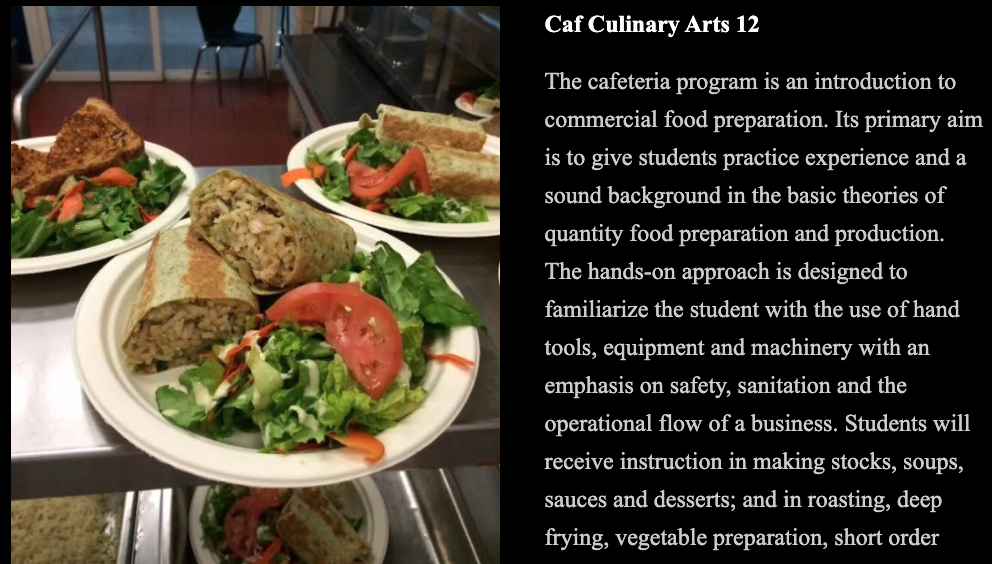 Caf Culinary Arts 12
The cafeteria program is an introduction to
commercial food preparation. Its primary aim
is to give students practice experience and a
sound background in the basic theories of
quantity food preparation and production.
The hands-on approach is designed to
familiarize the student with the use of hand
tools, equipment and machinery with an
emphasis on safety, sanitation and the
operational flow of a business. Students will
receive instruction in making stocks, soups,
sauces and desserts; and in roasting, deep
frying, vegetable preparation, short order